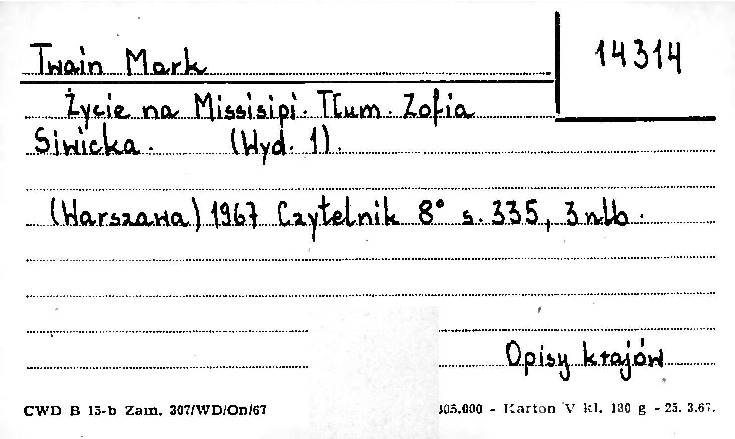 Twain Mark
14314
Życie na Missisipi. Tłum. Zofia
Siwicka. (Wyd. 1).
(Warszawa) 1967 Czytelnik 8° s. 335, 3 nlb.
Opisy krajów
CWD B 15-b Zam. 307/WD/On/67
305.000 - Karton V kl. 180 g - 25. 3.67.